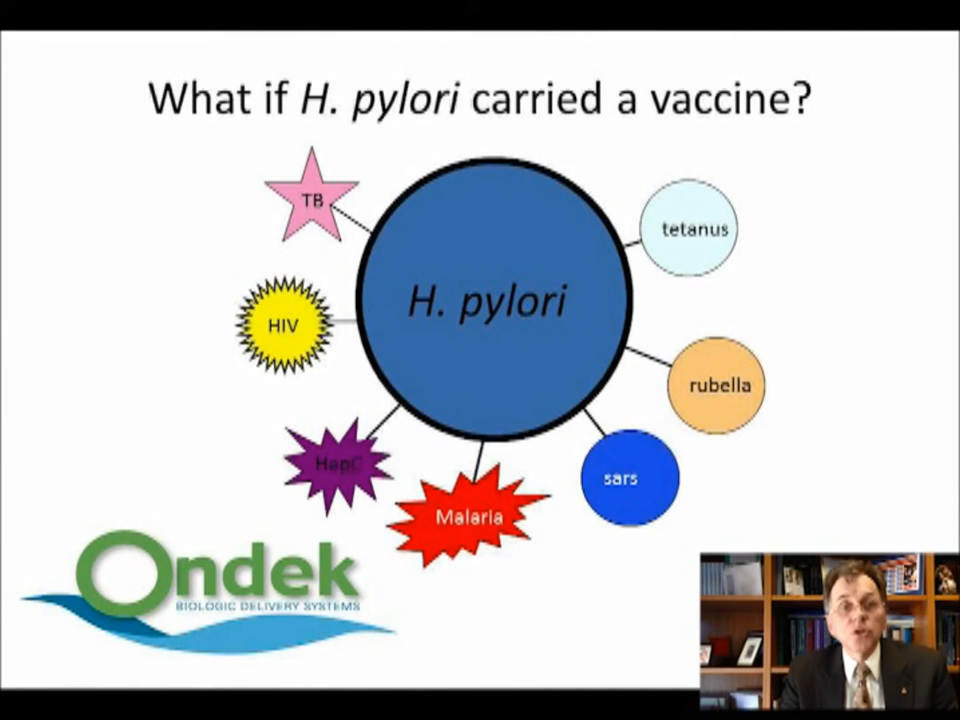 What if H. pylori carried a vaccine?
TB
tetanus
H. pylori
HIV
rubella
HepC
sars
Malaria
Ondek
BIOLOGIC DELIVERY SYSTEMS